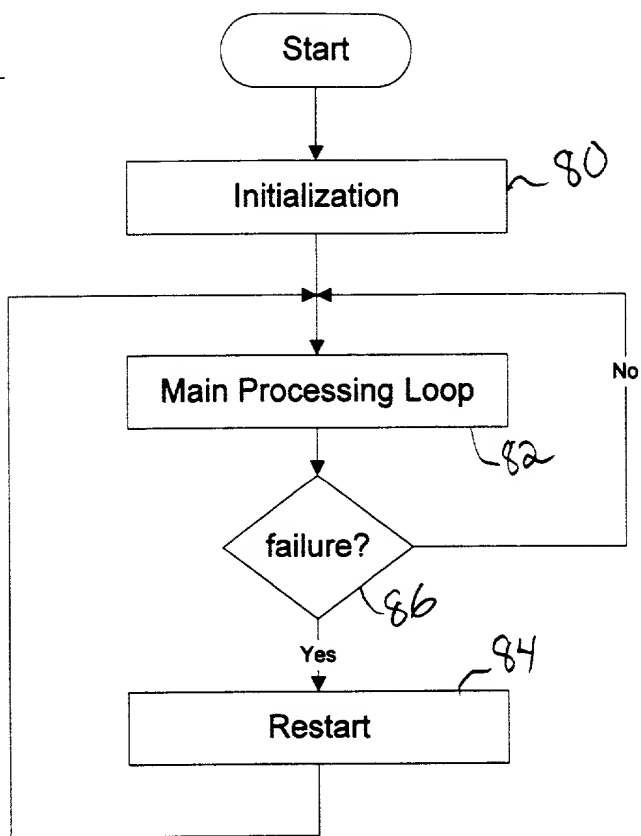 Start
Initialization
80
No
Main Processing Loop
82
failure?
86
Yes
84
Restart